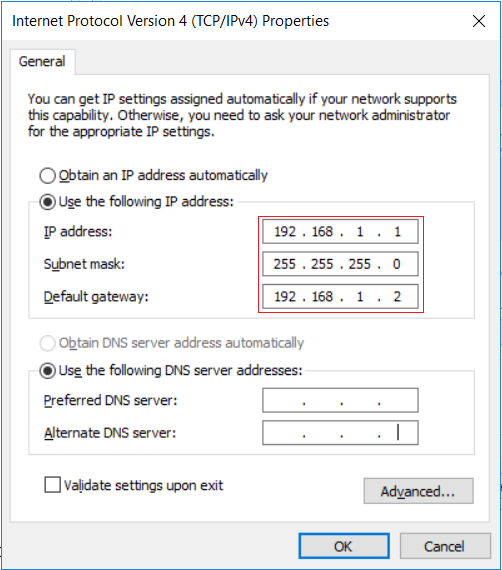 Internet Protocol Version 4 (TCP/IPv4) Properties
General
You can get IP settings assigned automatically if your network supports
this capability. Otherwise, you need to ask your network administrator
for the appropriate IP settings.
Obtain an IP address automatically
Use the following IP address:
IP address: 192 . 168 . 1 . 1
Subnet mask: 255 . 255 . 255 . 0
Default gateway: 192 . 168 . 1 . 2
Obtain DNS server address automatically
Use the following DNS server addresses:
Preferred DNS server: . . .
Alternate DNS server: . . .
Validate settings upon exit
Advanced...
OK Cancel